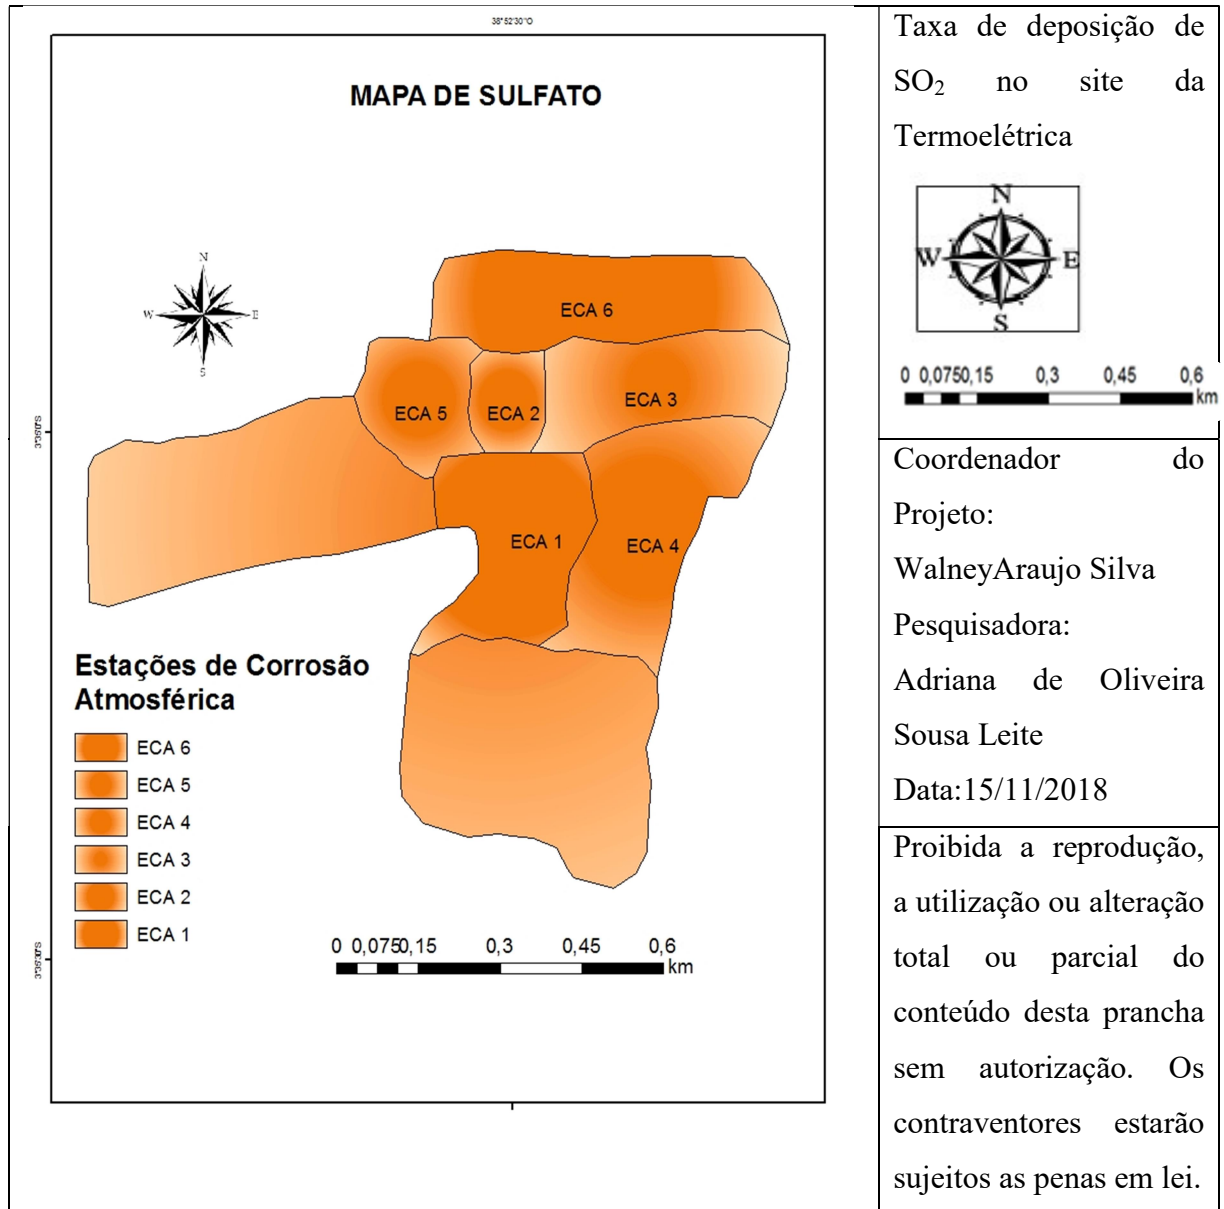 38°52'30"O
MAPA DE SULFATO
N
W
E
S
ECA 6
ECA 5
ECA 2
ECA 3
ECA 1
ECA 4
Estações de Corrosão
Atmosférica
ECA 6
ECA 5
ECA 4
ECA 3
ECA 2
ECA 1
0 0,0750,15 0,3 0,45 0,6
km
Taxa de deposição de
SO₂ no site da
Termoelétrica
N
W
E
S
0 0,0750,15 0,3 0,45 0,6
km
Coordenador do
Projeto:
WalneyAraujo Silva
Pesquisadora:
Adriana de Oliveira
Sousa Leite
Data:15/11/2018
Proibida a reprodução,
a utilização ou alteração
total ou parcial do
conteúdo desta prancha
sem autorização. Os
contraventores estarão
sujeitos as penas em lei.